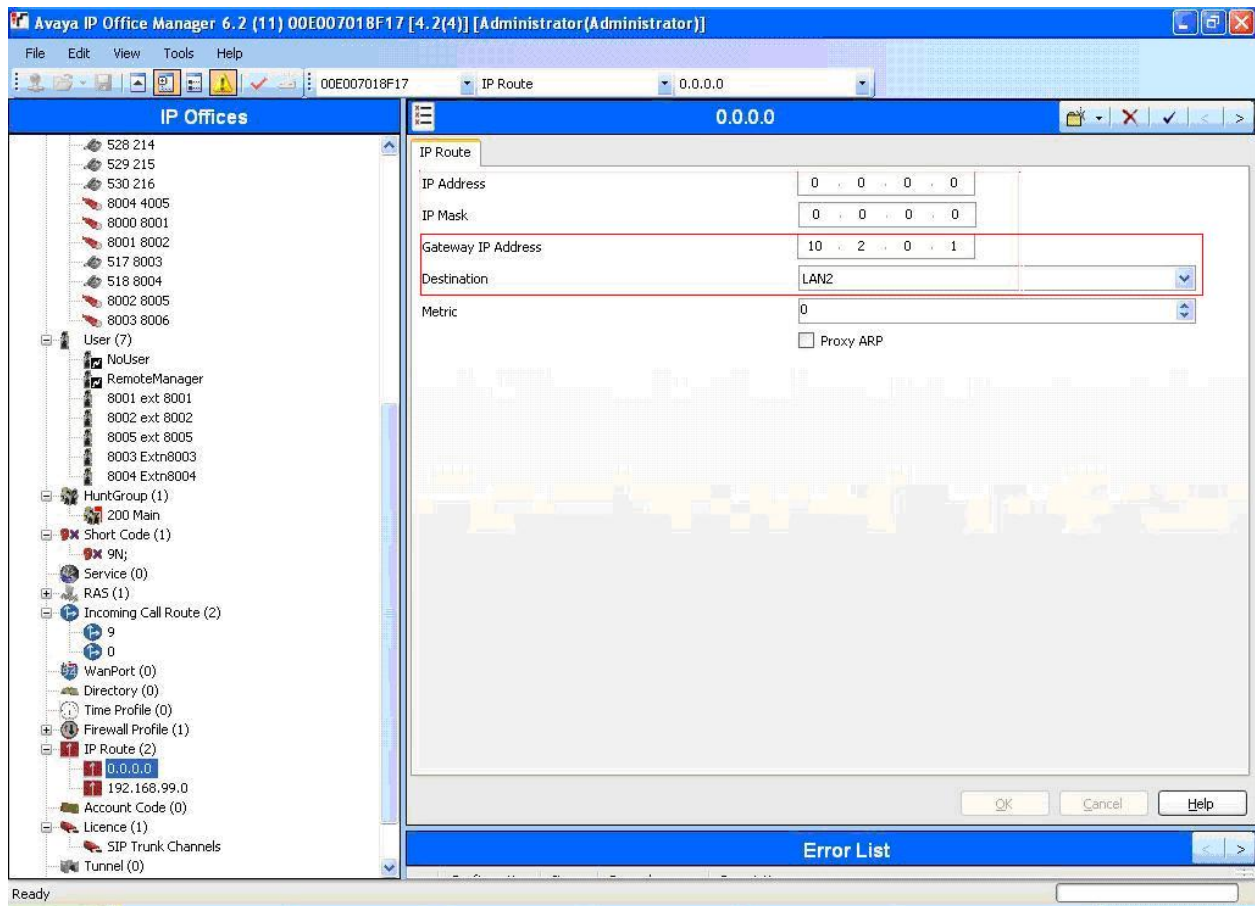 Avaya IP Office Manager 6.2 (11) 00E007018F17 [4.2(4)] [Administrator(Administrator)]
File Edit View Tools Help
00E007018F17 IP Route 0.0.0.0
IP Offices
528 214
529 215
530 216
8004 4005
8000 8001
8001 8002
517 8003
518 8004
8002 8005
8003 8006
User (7)
NoUser
RemoteManager
8001 ext 8001
8002 ext 8002
8005 ext 8005
8003 Extn8003
8004 Extn8004
HuntGroup (1)
200 Main
Short Code (1)
9N;
Service (0)
RAS (1)
Incoming Call Route (2)
9
0
WanPort (0)
Directory (0)
Time Profile (0)
Firewall Profile (1)
IP Route (2)
0.0.0.0
192.168.99.0
Account Code (0)
Licence (1)
SIP Trunk Channels
Tunnel (0)
0.0.0.0
IP Route
IP Address 0 . 0 . 0 . 0
IP Mask 0 . 0 . 0 . 0
Gateway IP Address 10 . 2 . 0 . 1
Destination LAN2
Metric 0
Proxy ARP
OK Cancel Help
Error List
Ready